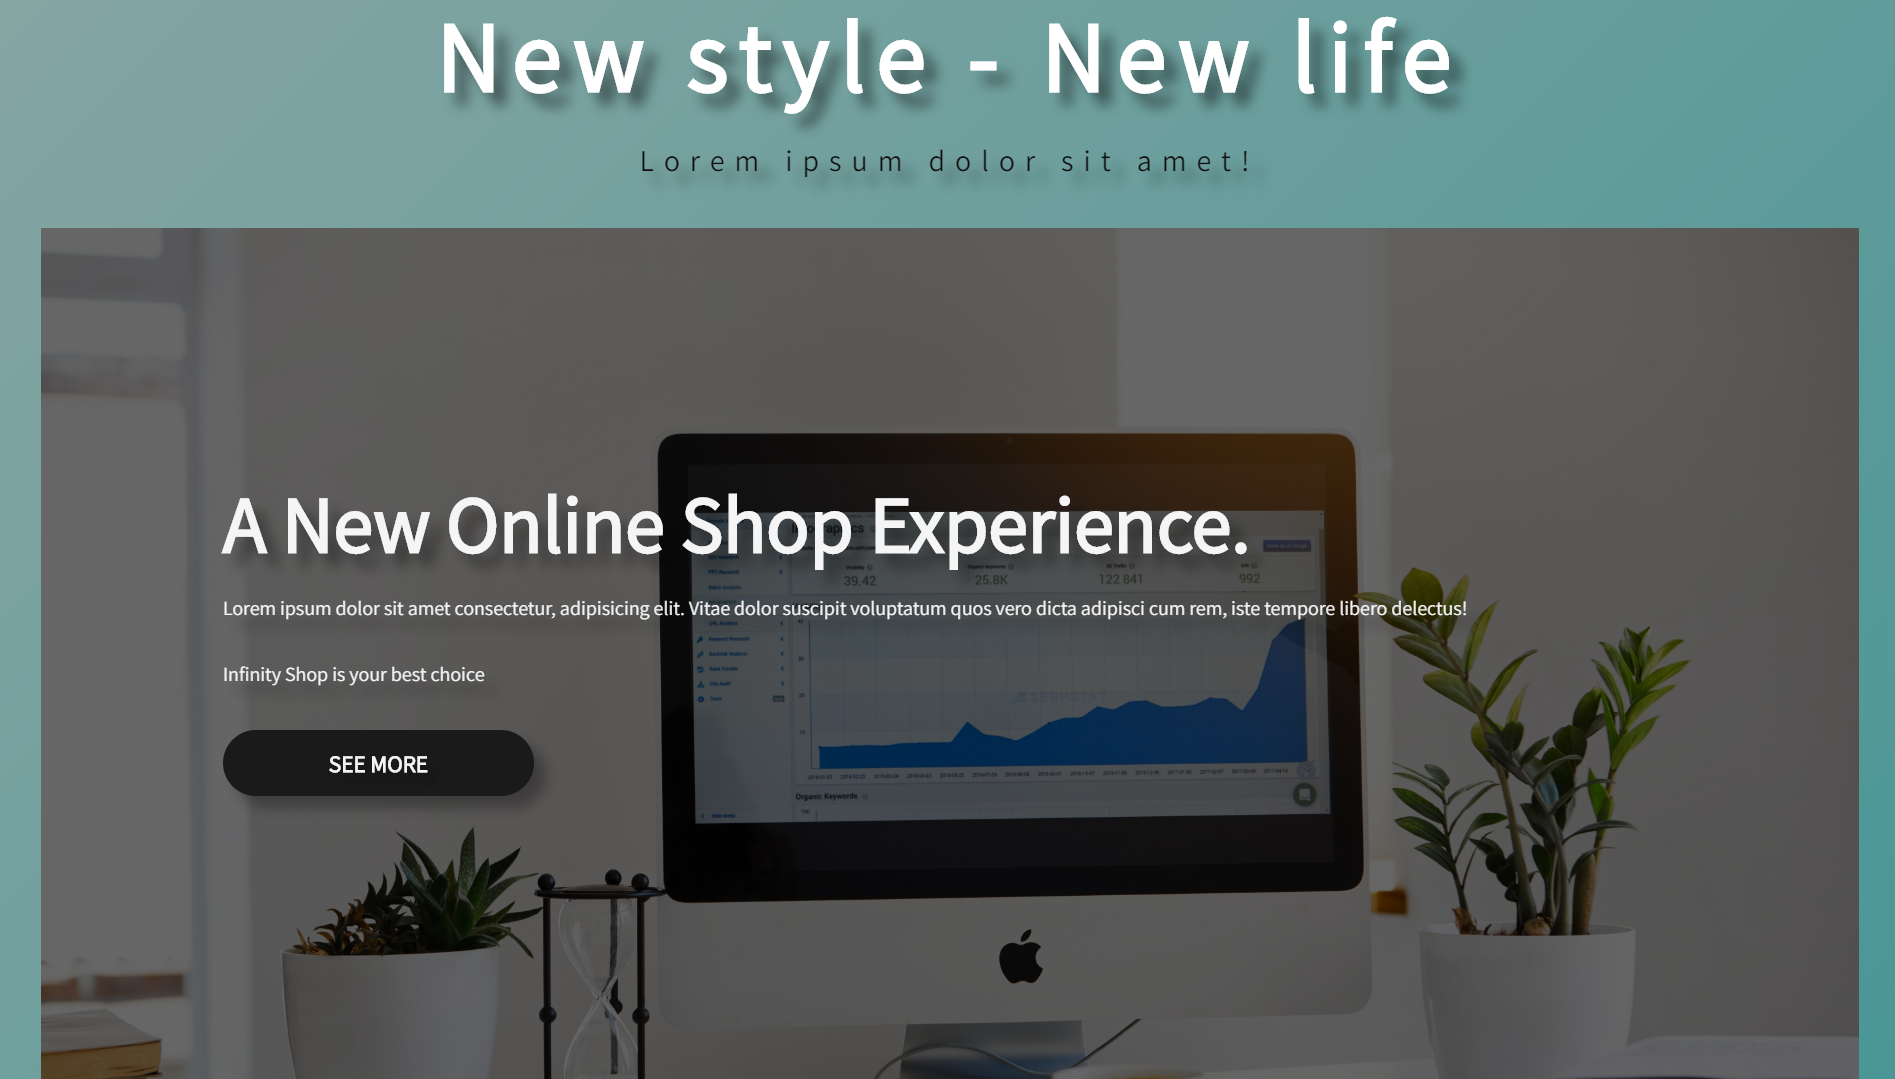 New style - New life
Lorem ipsum dolor sit amet!
A New Online Shop Experience.
39.42
25.8K
122 841
992
Lorem ipsum dolor sit amet consectetur, adipisicing elit. Vitae dolor suscipit voluptatum quos vero dicta adipisci cum rem, iste tempore libero delectus!
Infinity Shop is your best choice
SERPSTAT
SEE MORE
Organic Keywords